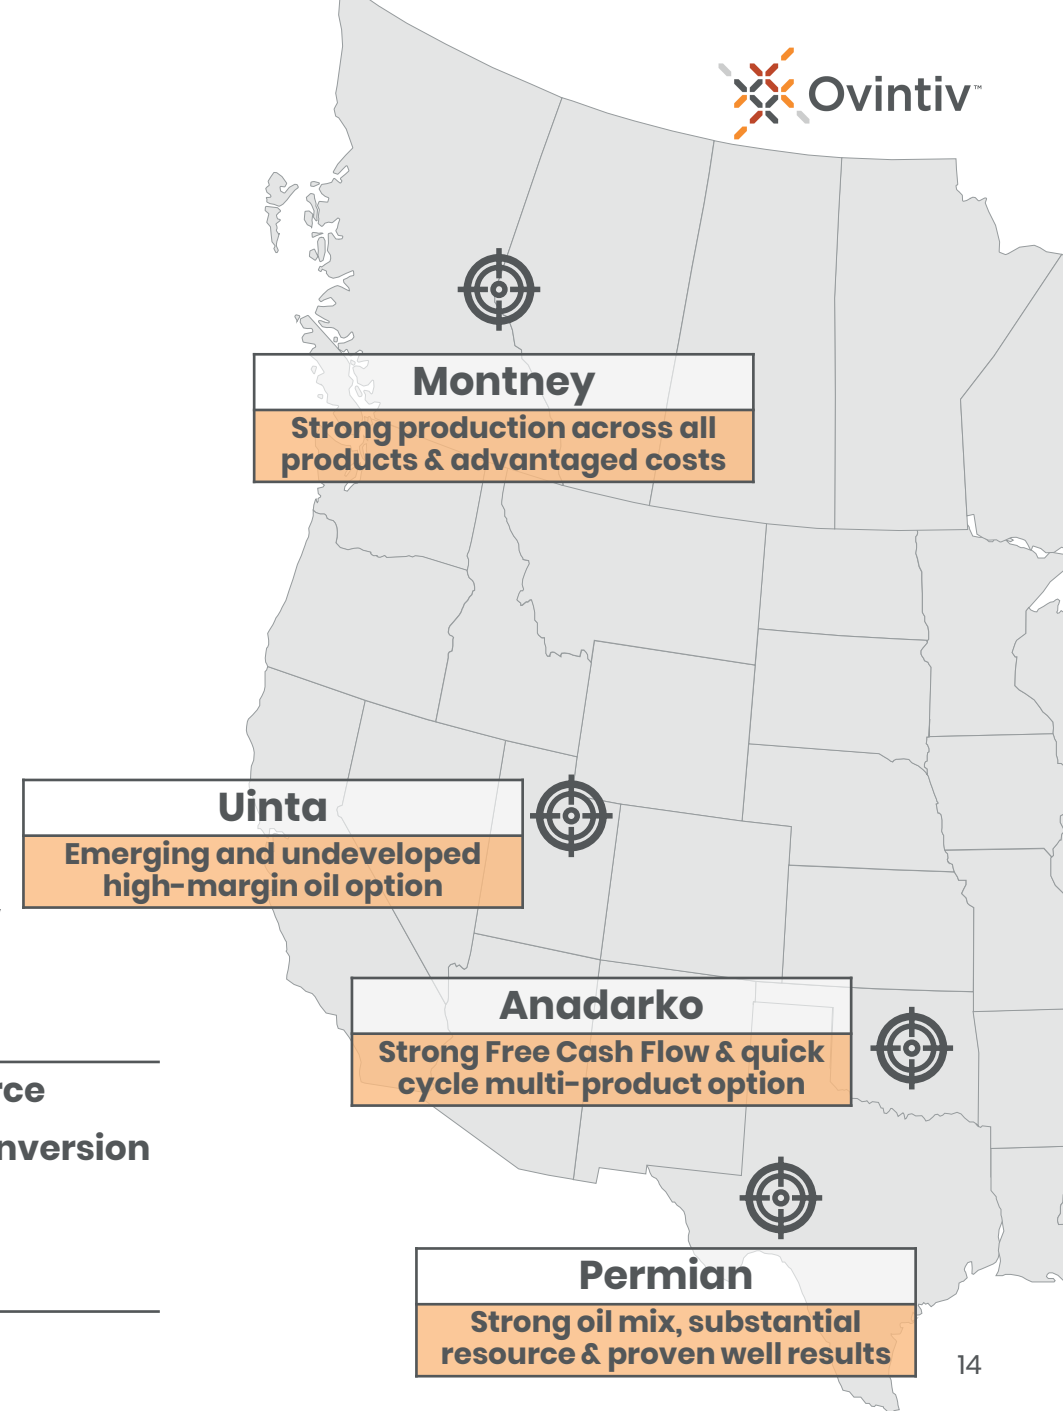 Ovintiv™
Montney
Strong production across all
products & advantaged costs
Uinta
Emerging and undeveloped
high-margin oil option
Anadarko
Strong Free Cash Flow & quick
cycle multi-product option
rce
nversion
Permian
Strong oil mix, substantial
resource & proven well results
14